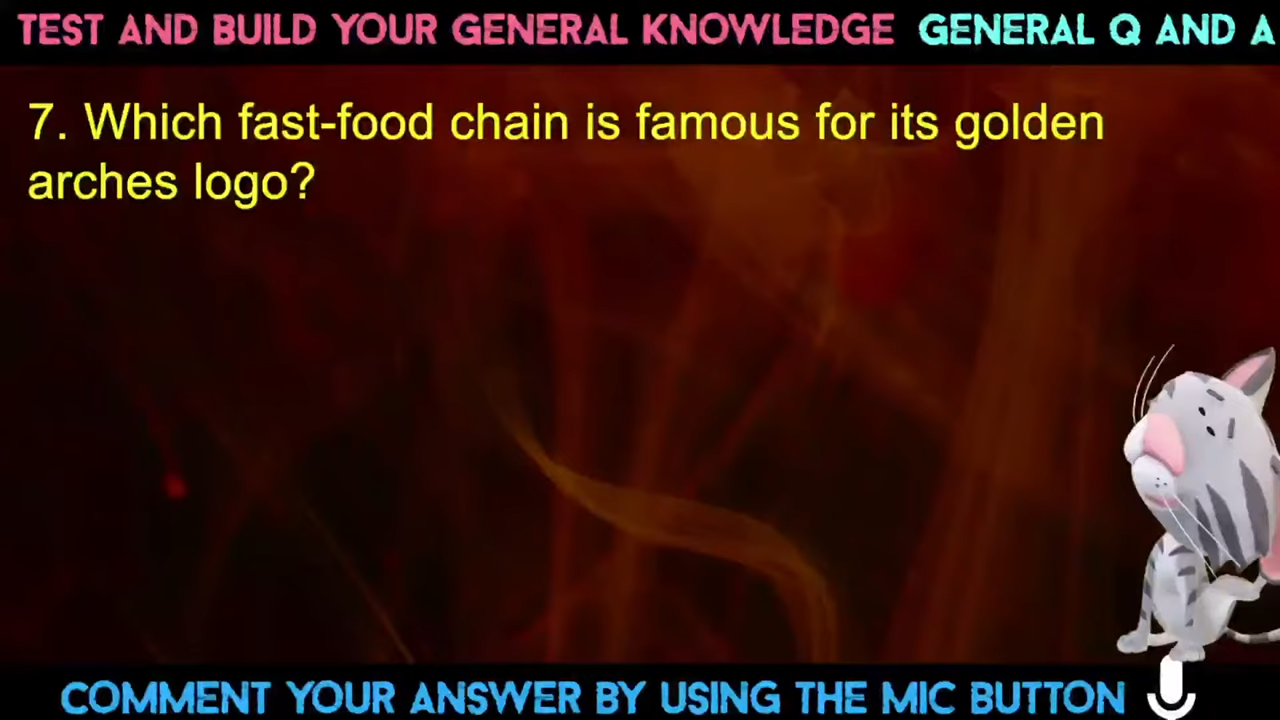 TEST AND BUILD YOUR GENERAL KNOWLEDGE GENERAL Q AND A
7. Which fast-food chain is famous for its golden
arches logo?
COMMENT YOUR ANSWER BY USING THE MIC BUTTON